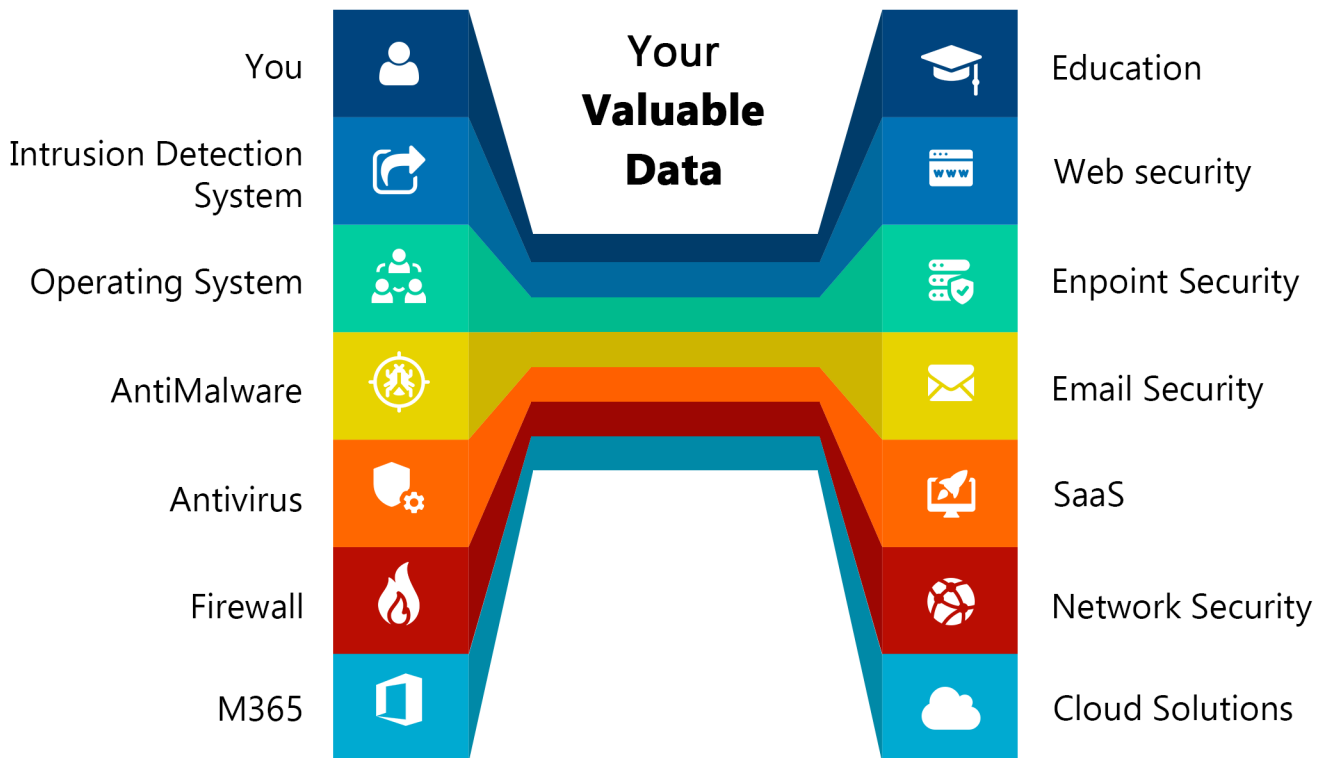 You
Intrusion Detection
System
Operating System
AntiMalware
Antivirus
Firewall
M365
Your
Valuable
Data
Education
www
Web security
Enpoint Security
Email Security
SaaS
Network Security
Cloud Solutions